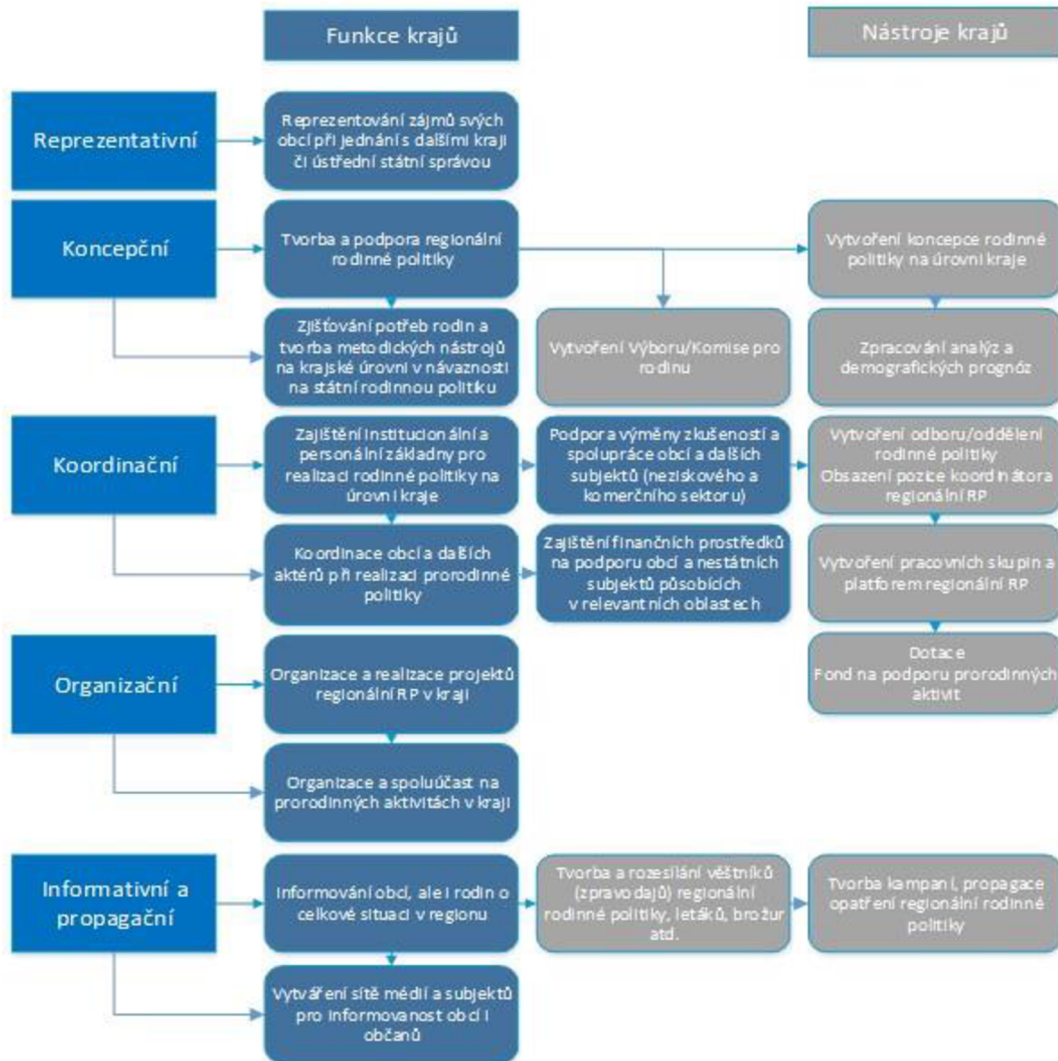 Funkce krajů
Nástroje krajů
Reprezentativní
Reprezentování zájmů svých
obcí při jednání s dalšími kraji
či ústřední státní správou
Koncepční
Tvorba a podpora regionální
rodinné politiky
Vytvoření koncepce rodinné
politiky na úrovni kraje
Zjišťování potřeb rodin a
tvorba metodických nástrojů
na krajské úrovni v návaznosti
na státní rodinnou politiku
Vytvoření Výboru/Komise pro
rodinu
Zpracování analýz a
demografických prognóz
Koordinační
Zajištění institucionální a
personální základny pro
realizaci rodinné politiky na
úrovni kraje
Podpora výměny zkušeností a
spolupráce obcí a dalších
subjektů (neziskového a
komerčního sektoru)
Vytvoření odboru/oddělení
rodinné politiky
Obsazení pozice koordinátora
regionální RP
Koordinace obcí a dalších
aktérů při realizaci prorodinné
politiky
Zajištění finančních prostředků
na podporu obcí a nestátních
subjektů působících
v relevantních oblastech
Vytvoření pracovních skupin a
platforem regionální RP
Organizační
Organizace a realizace projektů
regionální RP v kraji
Dotace
Fond na podporu prorodinných
aktivit
Organizace a spoluúčast na
prorodinných aktivitách v kraji
Informativní a
propagační
Informování obcí, ale i rodin o
celkové situaci v regionu
Tvorba a rozesílání věstníků
(zpravodajů) regionální
rodinné politiky, letáků, brožur
atd.
Tvorba kampaní, propagace
opatření regionální rodinné
politiky
Vytváření sítě médií a subjektů
pro informovanost obcí i
občanů